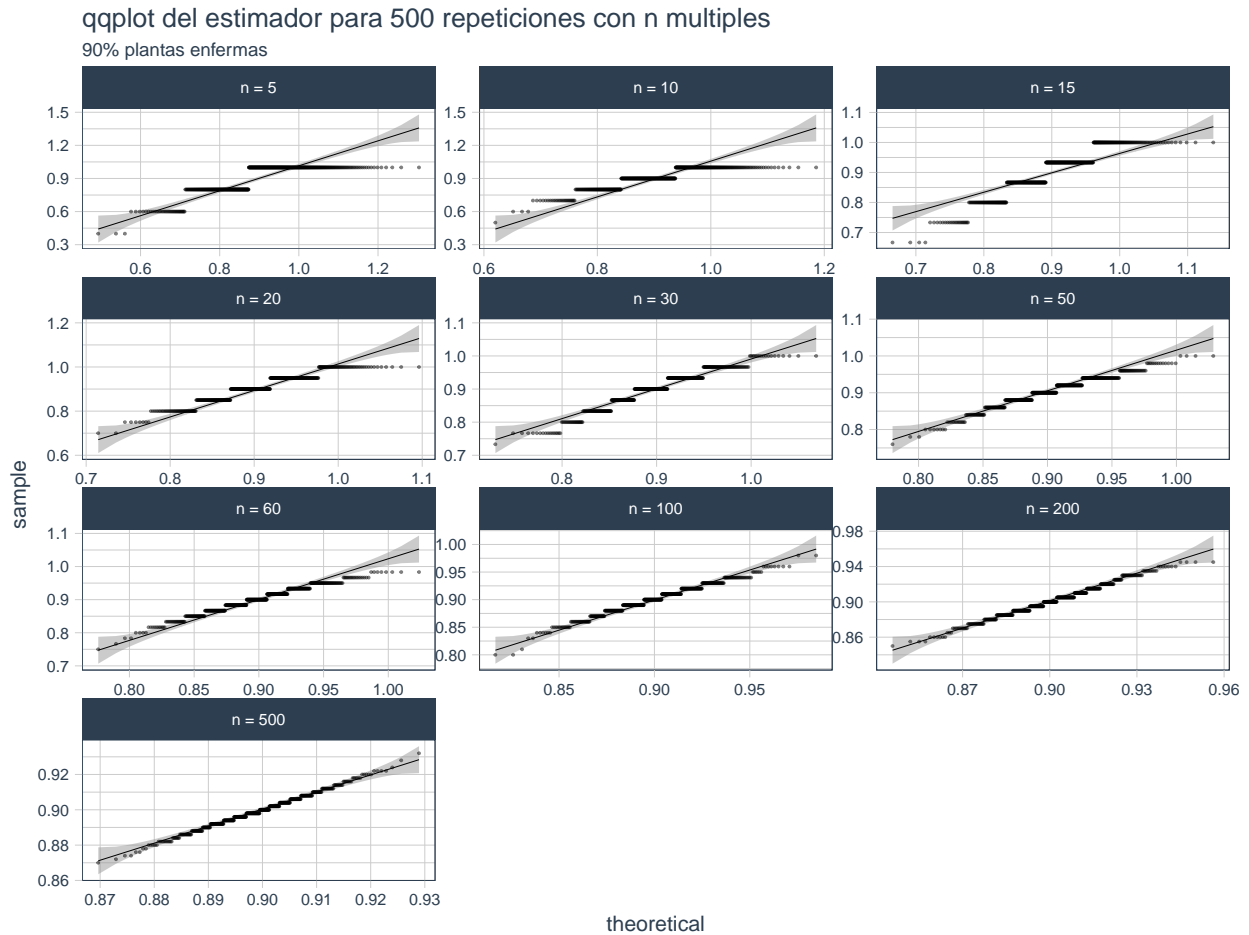 qqplot del estimador para 500 repeticiones con n multiples
90% plantas enfermas
n = 5
n = 10
n = 15
1.5
1.2
0.9
0.6
0.3
1.5
1.2
0.9
0.6
0.3
1.1
1.0
0.9
0.8
0.7
0.6 0.8 1.0 1.2
0.6 0.8 1.0 1.2
0.7 0.8 0.9 1.0 1.1
n = 20
n = 30
n = 50
1.2
1.0
0.8
0.6
1.1
1.0
0.9
0.8
0.7
1.1
1.0
0.9
0.8
0.7 0.8 0.9 1.0 1.1
0.8 0.9 1.0
0.80 0.85 0.90 0.95 1.00
sample
n = 60
n = 100
n = 200
1.1
1.0
0.9
0.8
0.7
1.00
0.95
0.90
0.85
0.80
0.98
0.94
0.90
0.86
0.80 0.85 0.90 0.95 1.00
0.85 0.90 0.95
0.87 0.90 0.93 0.96
n = 500
0.92
0.90
0.88
0.86
0.87 0.88 0.89 0.90 0.91 0.92 0.93
theoretical